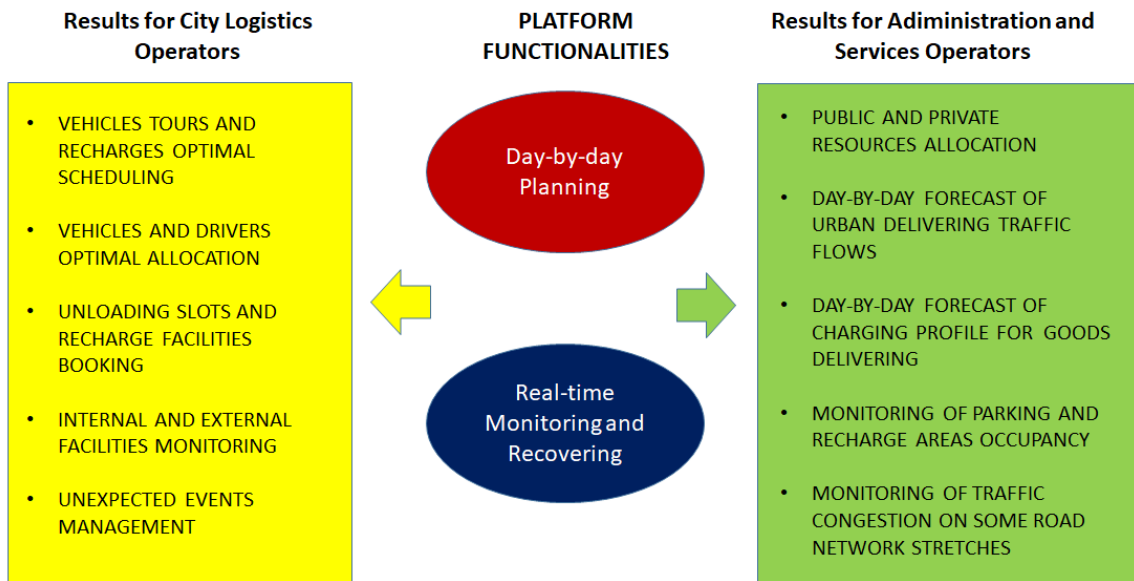 Results for City Logistics
Operators
• VEHICLES TOURS AND
RECHARGES OPTIMAL
SCHEDULING
• VEHICLES AND DRIVERS
OPTIMAL ALLOCATION
• UNLOADING SLOTS AND
RECHARGE FACILITIES
BOOKING
• INTERNAL AND EXTERNAL
FACILITIES MONITORING
• UNEXPECTED EVENTS
MANAGEMENT
PLATFORM
FUNCTIONALITIES
Day-by-day
Planning
Real-time
Monitoring and
Recovering
Results for Adiministration and
Services Operators
• PUBLIC AND PRIVATE
RESOURCES ALLOCATION
• DAY-BY-DAY FORECAST OF
URBAN DELIVERING TRAFFIC
FLOWS
• DAY-BY-DAY FORECAST OF
CHARGING PROFILE FOR GOODS
DELIVERING
• MONITORING OF PARKING AND
RECHARGE AREAS OCCUPANCY
• MONITORING OF TRAFFIC
CONGESTION ON SOME ROAD
NETWORK STRETCHES